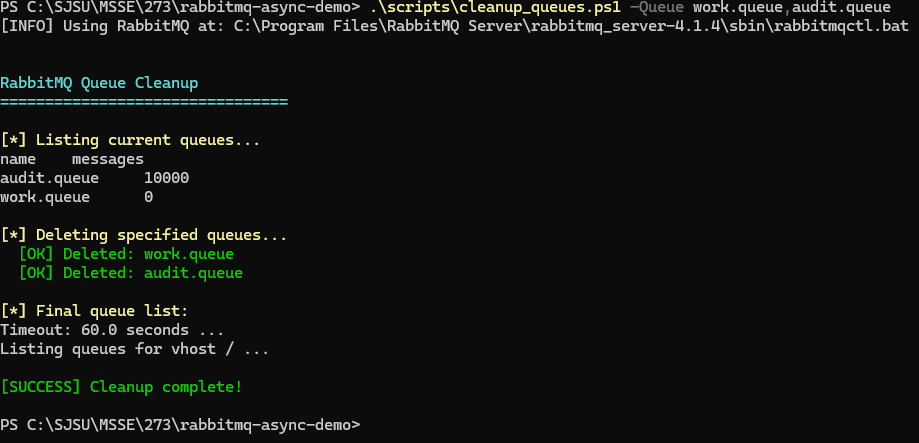 PS C:\SJSU\MSSE\273\rabbitmq-async-demo> .\scripts\cleanup_queues.ps1 -Queue work.queue,audit.queue
[INFO] Using RabbitMQ at: C:\Program Files\RabbitMQ Server\rabbitmq_server-4.1.4\sbin\rabbitmqctl.bat
RabbitMQ Queue Cleanup
================================
[*] Listing current queues...
name    messages
audit.queue     10000
work.queue      0
[*] Deleting specified queues...
  [OK] Deleted: work.queue
  [OK] Deleted: audit.queue
[*] Final queue list:
Timeout: 60.0 seconds ...
Listing queues for vhost / ...
[SUCCESS] Cleanup complete!
PS C:\SJSU\MSSE\273\rabbitmq-async-demo>